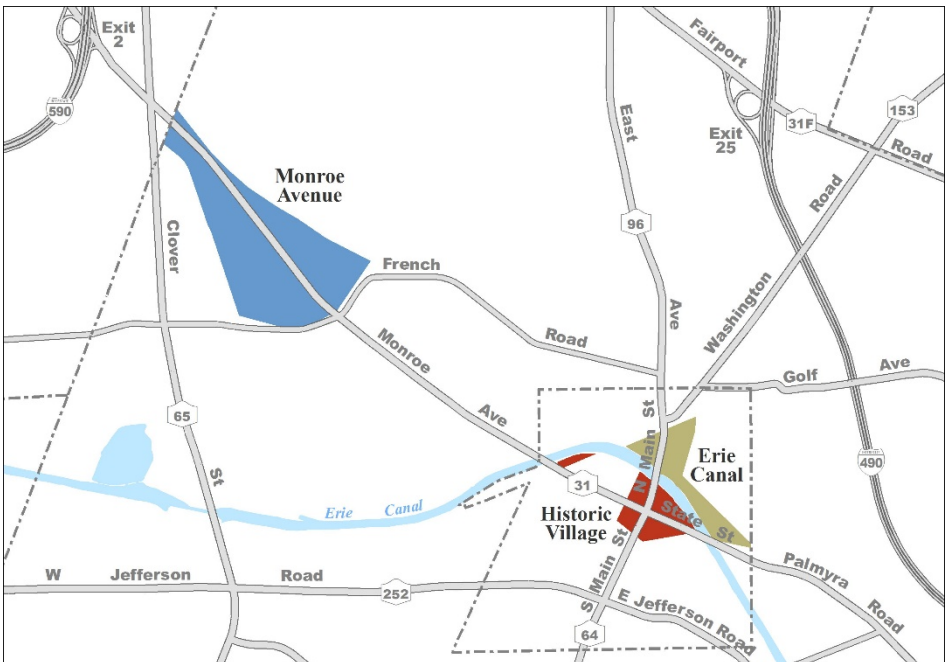 Exit
2
INTERSTATE
590
Monroe
Avenue
Clover
St
65
French
Road
Monroe
Ave
East
Ave
96
Fairport
Road
31F
Exit
25
153
Washington
Road
Golf Ave
INTERSTATE
490
N Main St
Erie
Canal
31
Historic
Village
State St
S Main St
64
Palmyra
Road
Erie Canal
W Jefferson Road
252
E Jefferson Road